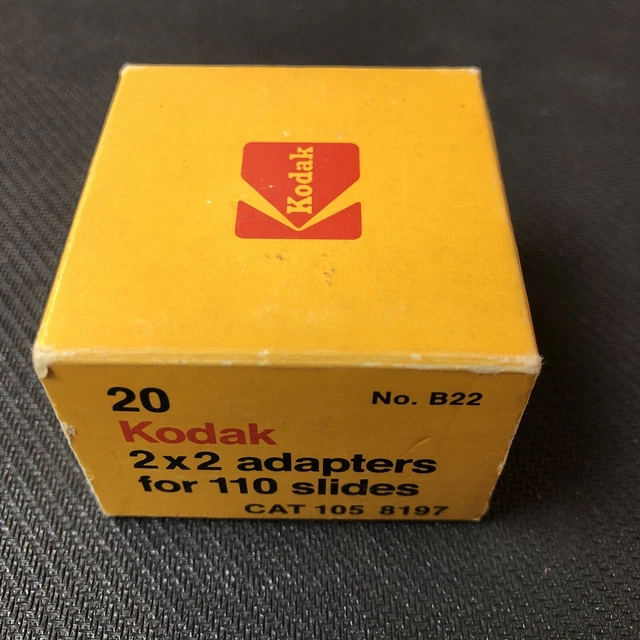 Kodak
20
No. B22
Kodak
2x2 adapters
for 110 slides
CAT 105 8197